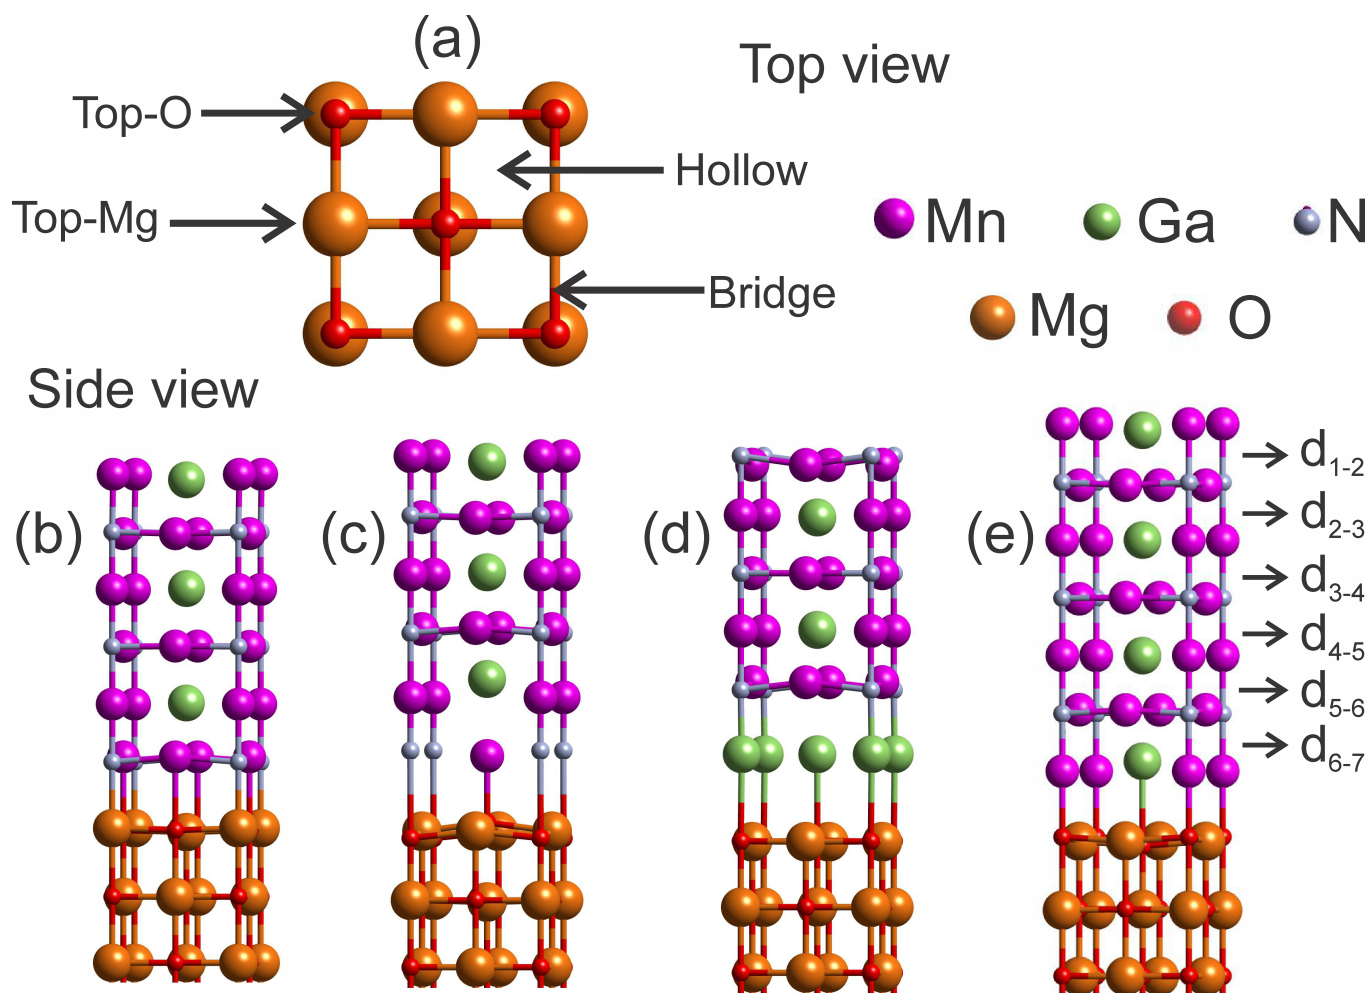 (a)
Top view
Top-O
Hollow
Top-Mg
Bridge
Mn Ga N
Mg O
Side view
(b) (c) (d) (e)
d1-2
d2-3
d3-4
d4-5
d5-6
d6-7